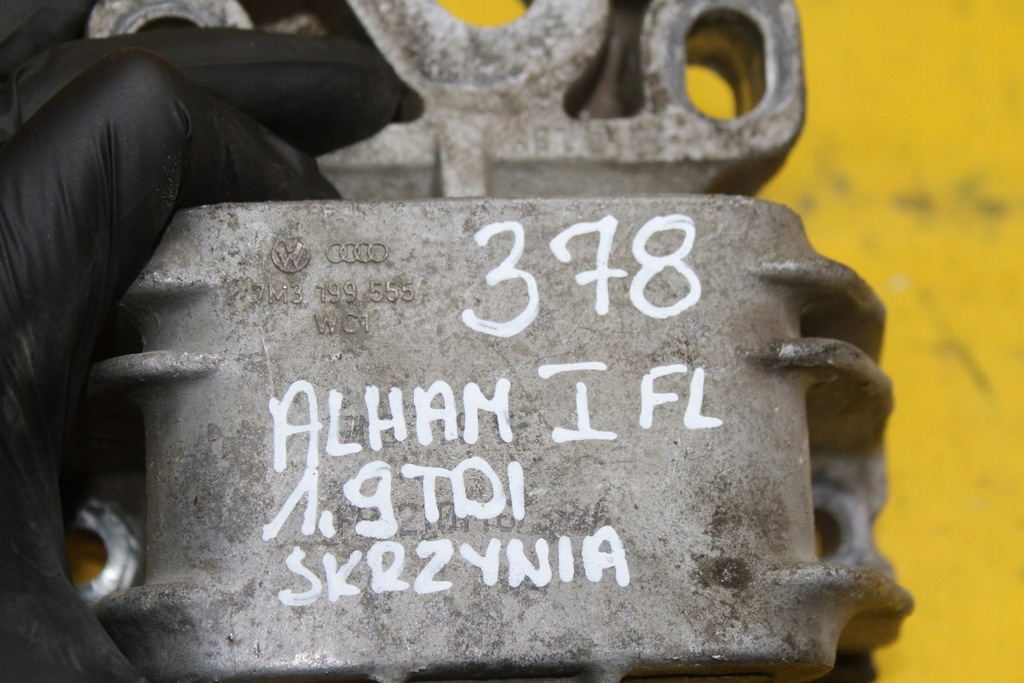 378
7M3 199 555
WC1
ALHAM I FL
1.9TDI
SKRZYNIA